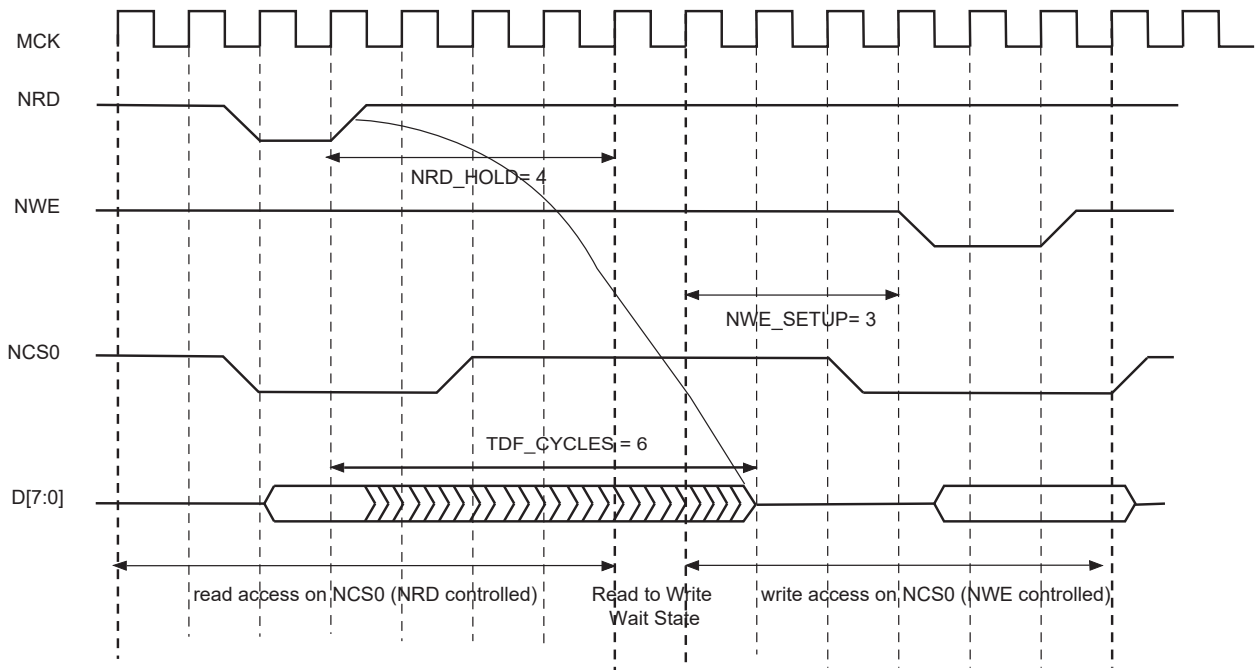 MCK
NRD
NRD_HOLD= 4
NWE
NWE_SETUP= 3
NCS0
TDF_CYCLES = 6
D[7:0]
read access on NCS0 (NRD controlled)
Read to Write
Wait State
write access on NCS0 (NWE controlled)